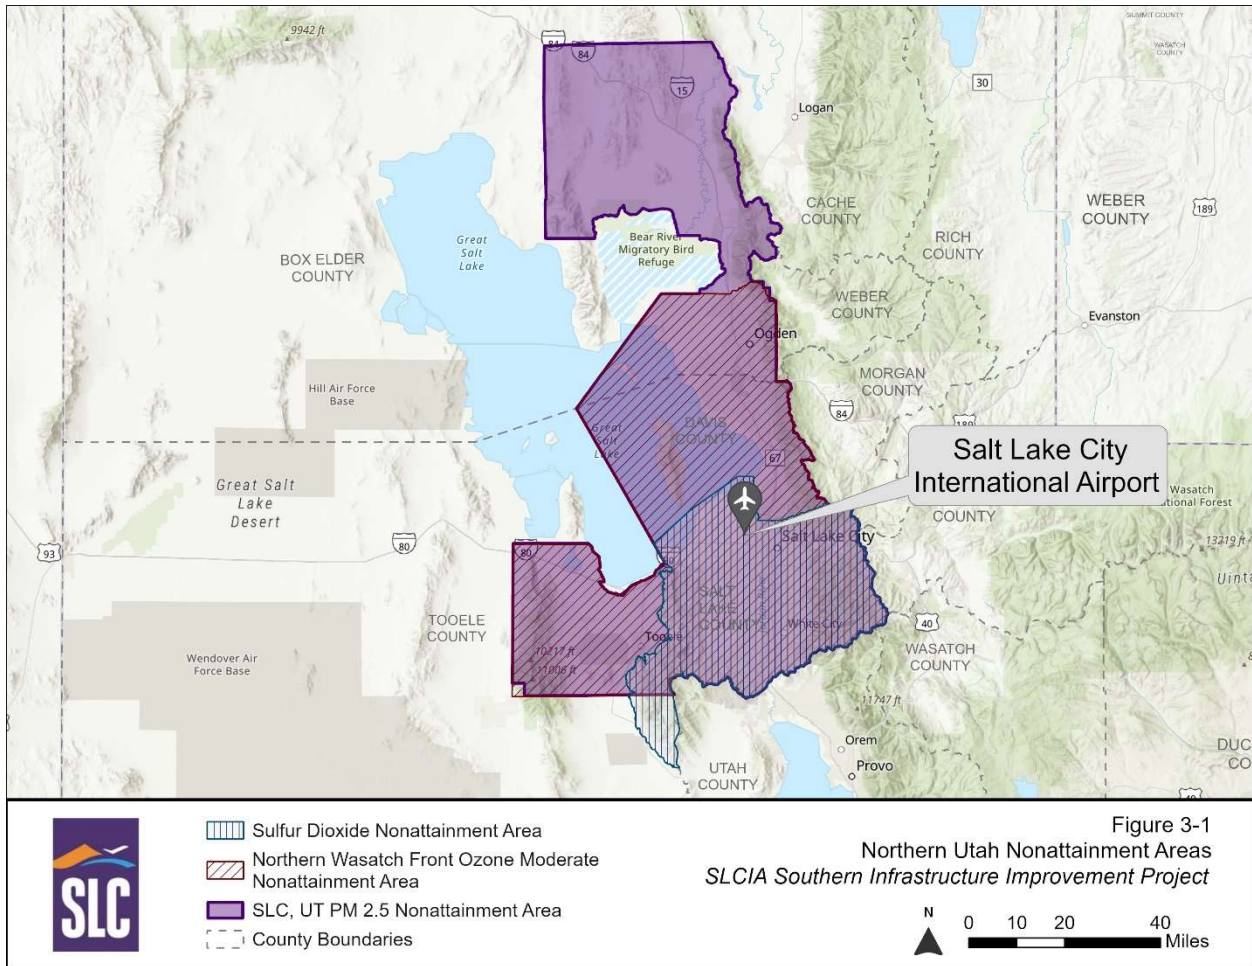 SUMMIT COUNTY
9942 ft
84
84
WASATCH
COUNTY
15
30
Logan
CACHE
COUNTY
WEBER
COUNTY
189
Great
Salt
Lake
Bear River
Migratory Bird
Refuge
RICH
COUNTY
BOX ELDER
COUNTY
WEBER
COUNTY
Evanston
Ogden
Hill Air Force
Base
MORGAN
COUNTY
84
189
DAVIS
COUNTY
Great
Salt
Lake
67
Salt Lake City
International Airport
Great Salt
Lake
Desert
Wasatch
National Forest
COUNTY
93
80
80
Salt Lake City
13219 ft
Uinta
SALT
LAKE
COUNTY
TOOELE
COUNTY
Tooele
White City
40
WASATCH
COUNTY
Wendover Air
Force Base
10217 ft
11006 ft
11747 ft
Orem
Provo
UTAH
COUNTY
DUC
CO
40
SLC
Sulfur Dioxide Nonattainment Area
Northern Wasatch Front Ozone Moderate
Nonattainment Area
SLC, UT PM 2.5 Nonattainment Area
County Boundaries
Figure 3-1
Northern Utah Nonattainment Areas
SLCIA Southern Infrastructure Improvement Project
N
0 10 20 40
Miles